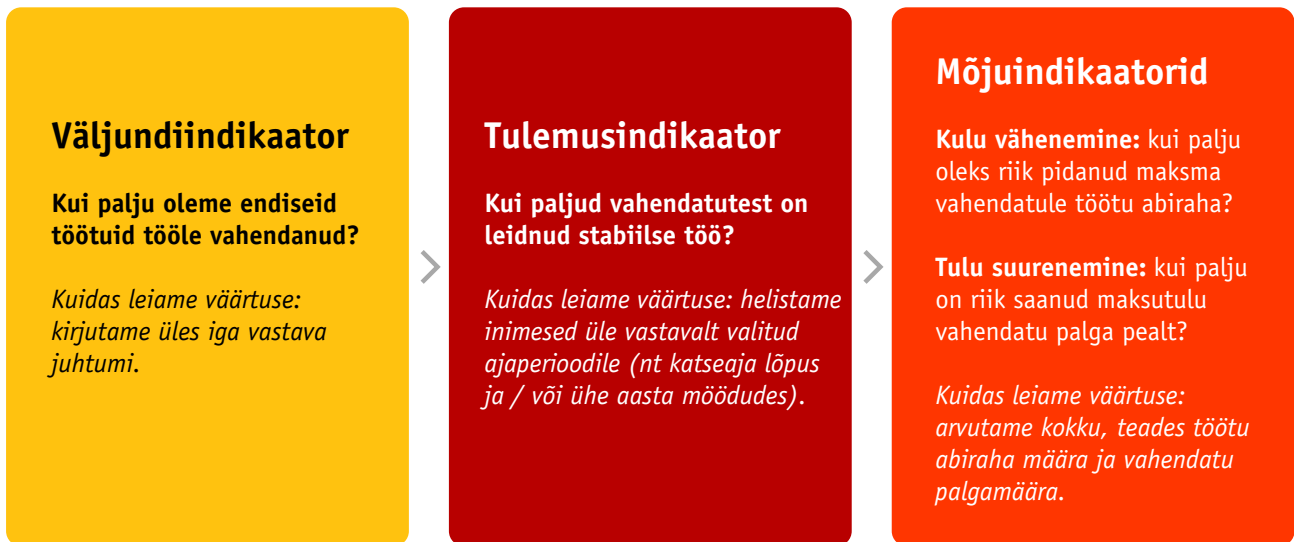 Väljundiindikaator
Kui palju oleme endiseid
töötuid tööle vahendanud?
Kuidas leiame väärtuse:
kirjutame üles iga vastava
juhtumi.
Tulemusindikaator
Kui paljud vahendatutest on
leidnud stabiilse töö?
Kuidas leiame väärtuse: helistame
inimesed üle vastavalt valitud
ajaperioodile (nt katseaja lõpus
ja / või ühe aasta möödudes).
Mõjuindikaatorid
Kulu vähenemine: kui palju
oleks riik pidanud maksma
vahendatule töötu abiraha?
Tulu suurenemine: kui palju
on riik saanud maksutulu
vahendatu palga pealt?
Kuidas leiame väärtuse:
arvutame kokku, teades töötu
abiraha määra ja vahendatu
palgamäära.